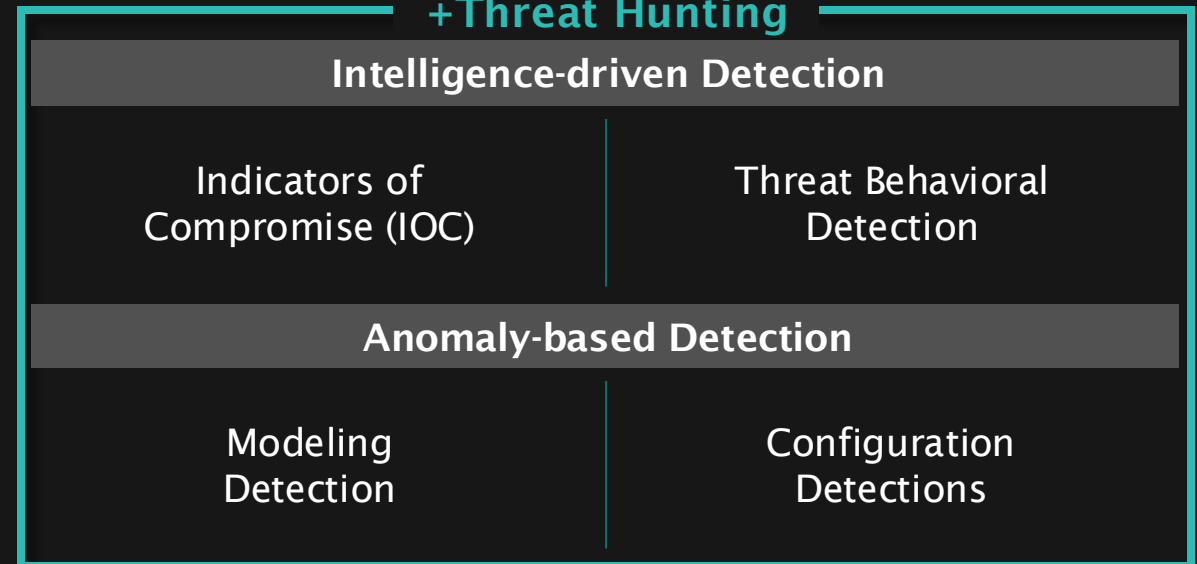 +Threat Hunting
Intelligence-driven Detection
Indicators of
Compromise (IOC)
Threat Behavioral
Detection
Anomaly-based Detection
Modeling
Detection
Configuration
Detections